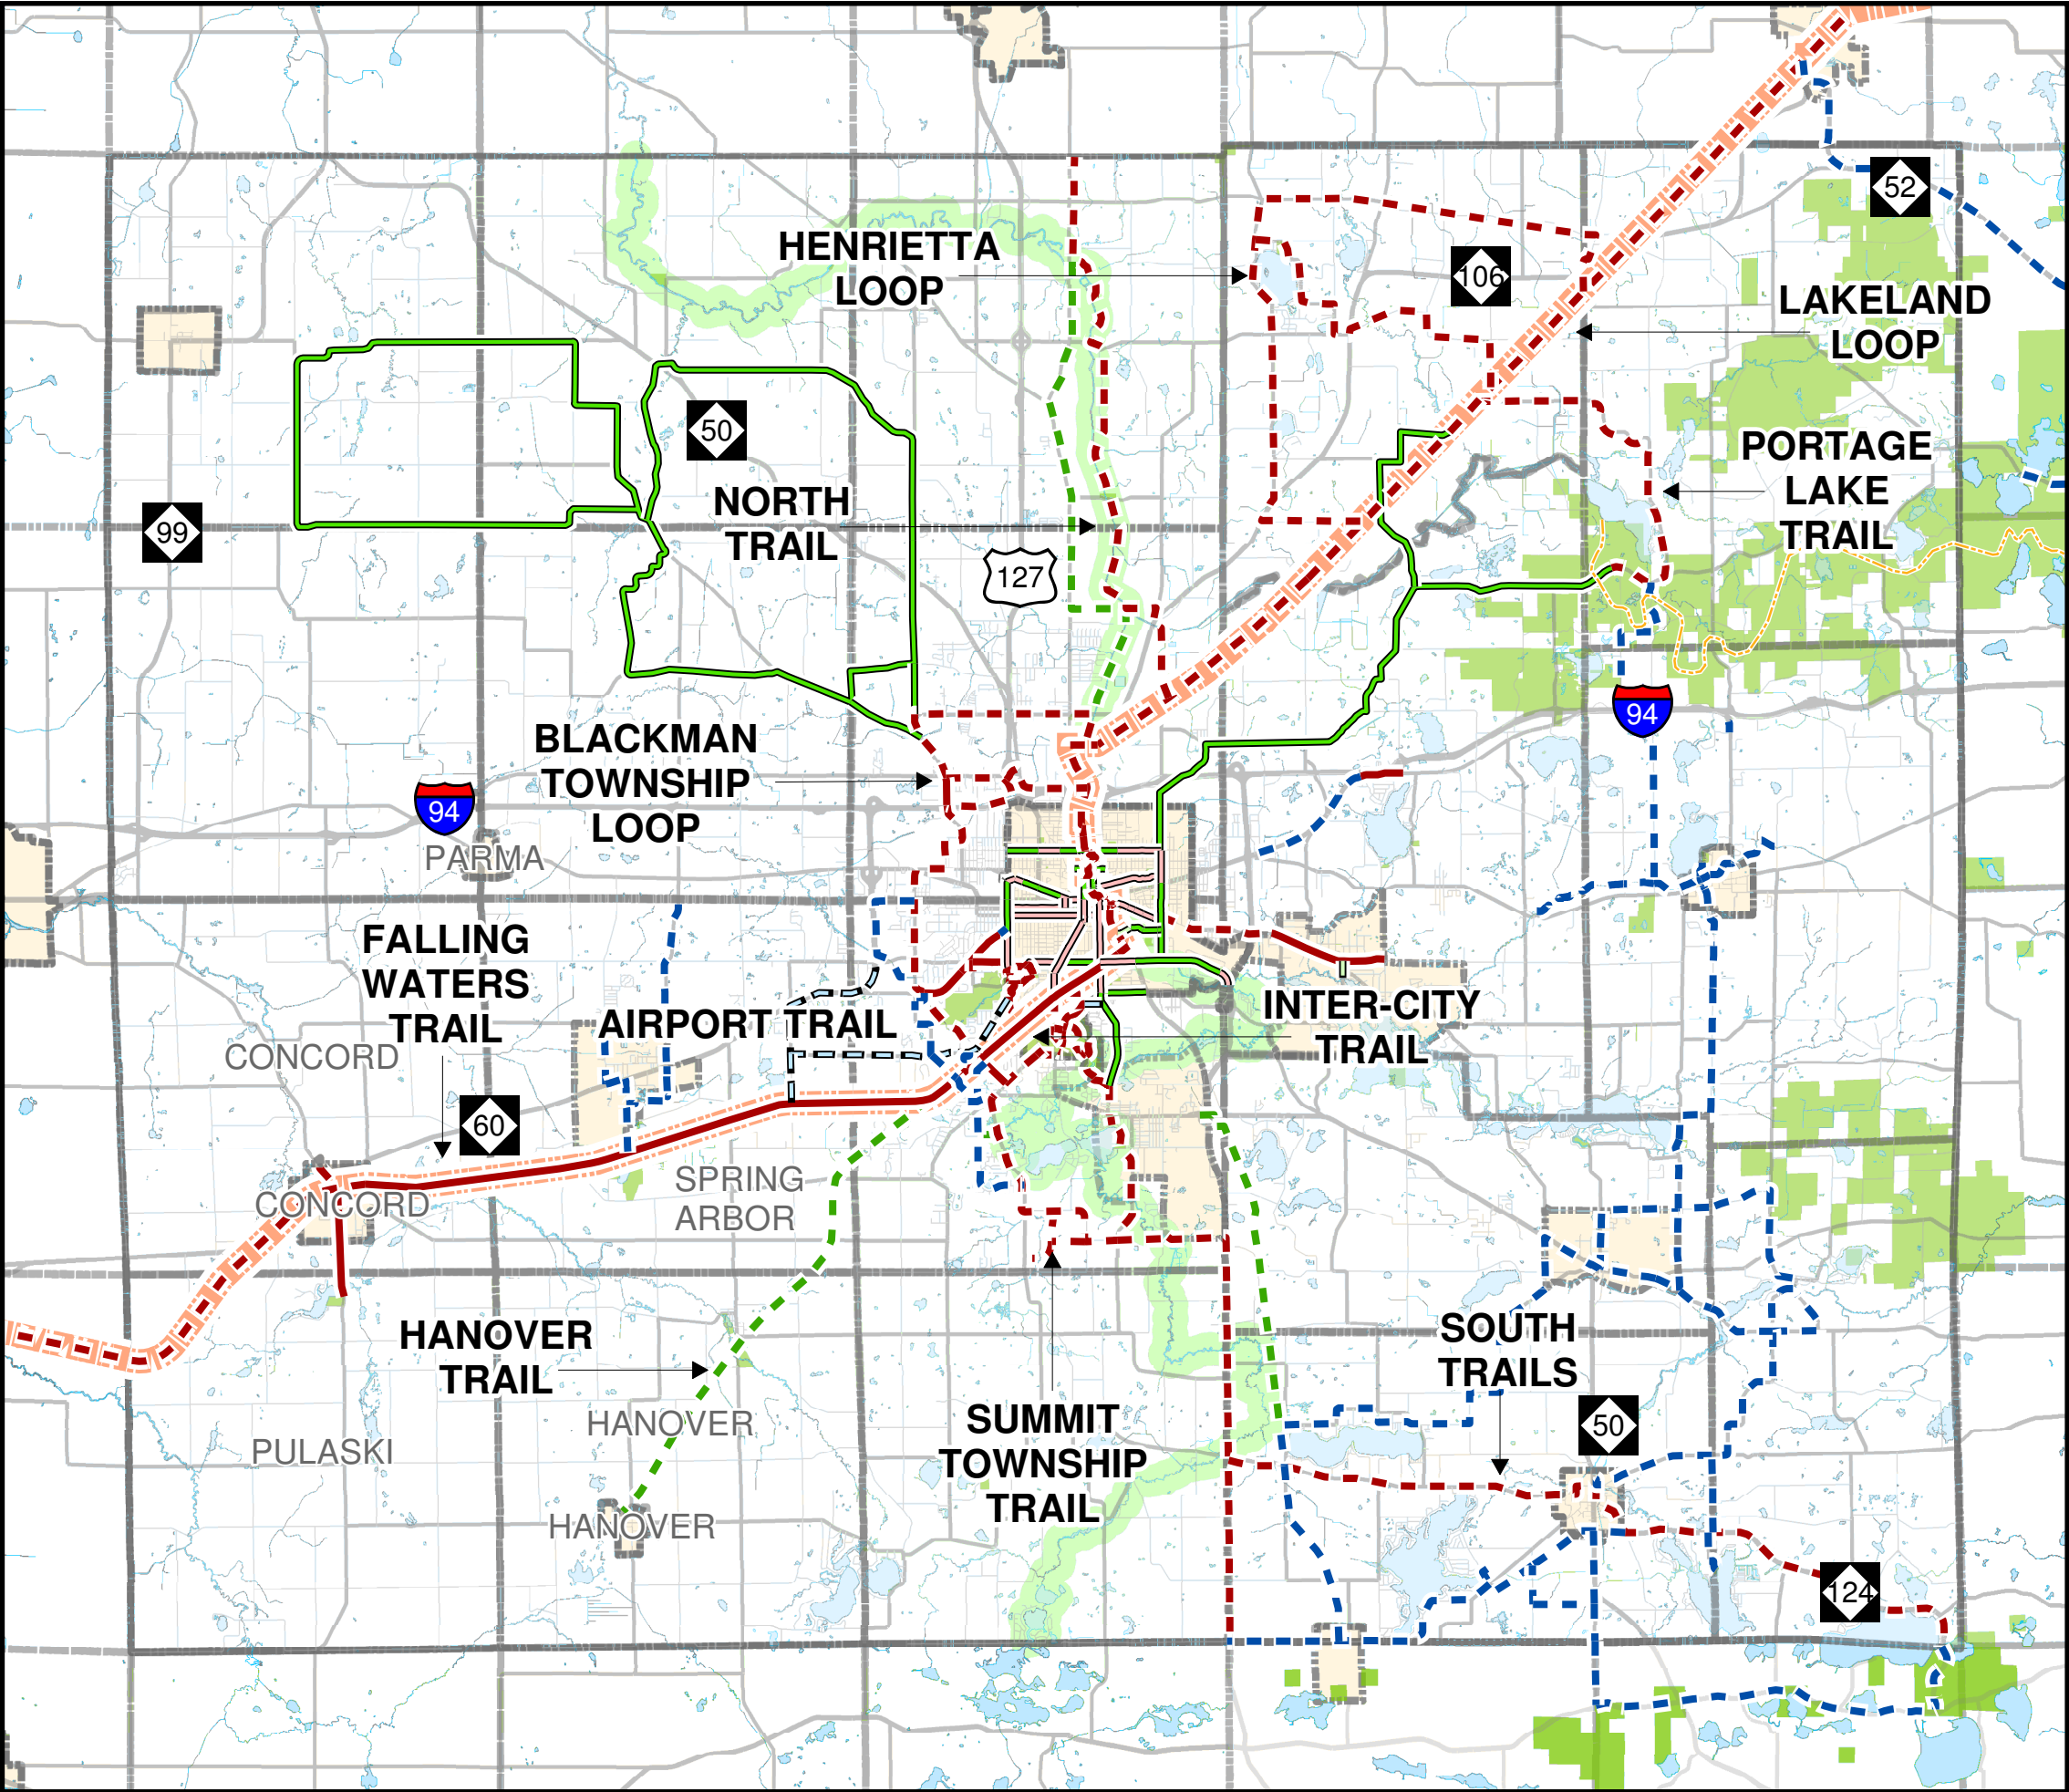 52
HENRIETTA
LOOP
106
LAKELAND
LOOP
50
PORTAGE
LAKE
TRAIL
NORTH
TRAIL
99
127
94
BLACKMAN
TOWNSHIP
LOOP
94
PARMA
FALLING
WATERS
TRAIL
AIRPORT TRAIL
INTER-CITY
TRAIL
CONCORD
60
SPRING
ARBOR
CONCORD
HANOVER
TRAIL
SOUTH
TRAILS
HANOVER
SUMMIT
TOWNSHIP
TRAIL
50
PULASKI
HANOVER
124